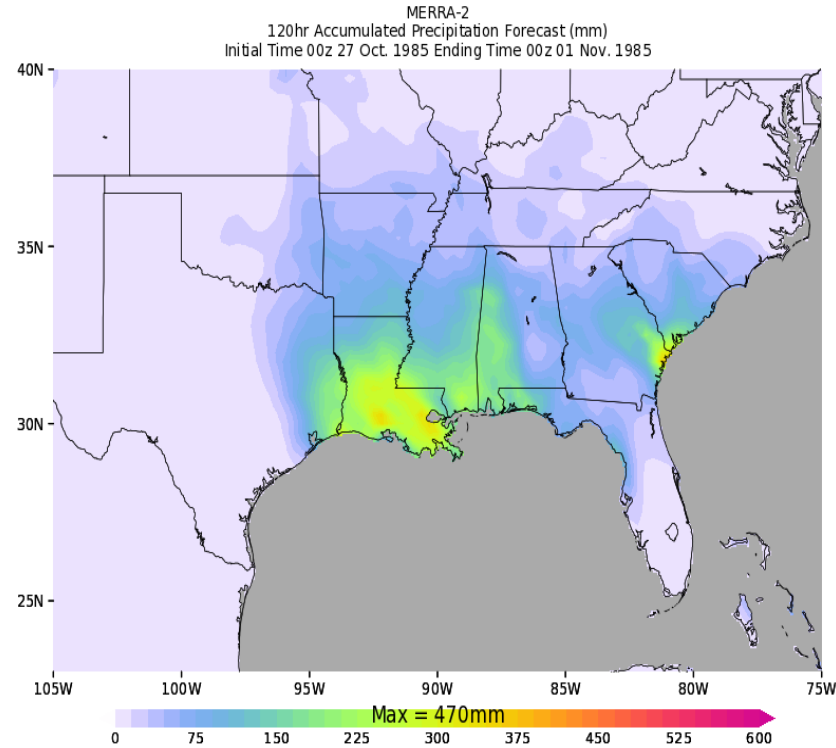 MERRA-2
120hr Accumulated Precipitation Forecast (mm)
Initial Time 00z 27 Oct. 1985 Ending Time 00z 01 Nov. 1985
40N
35N
30N
25N
105W 100W 95W 90W 85W 80W 75W
Max = 470mm
0 75 150 225 300 375 450 525 600